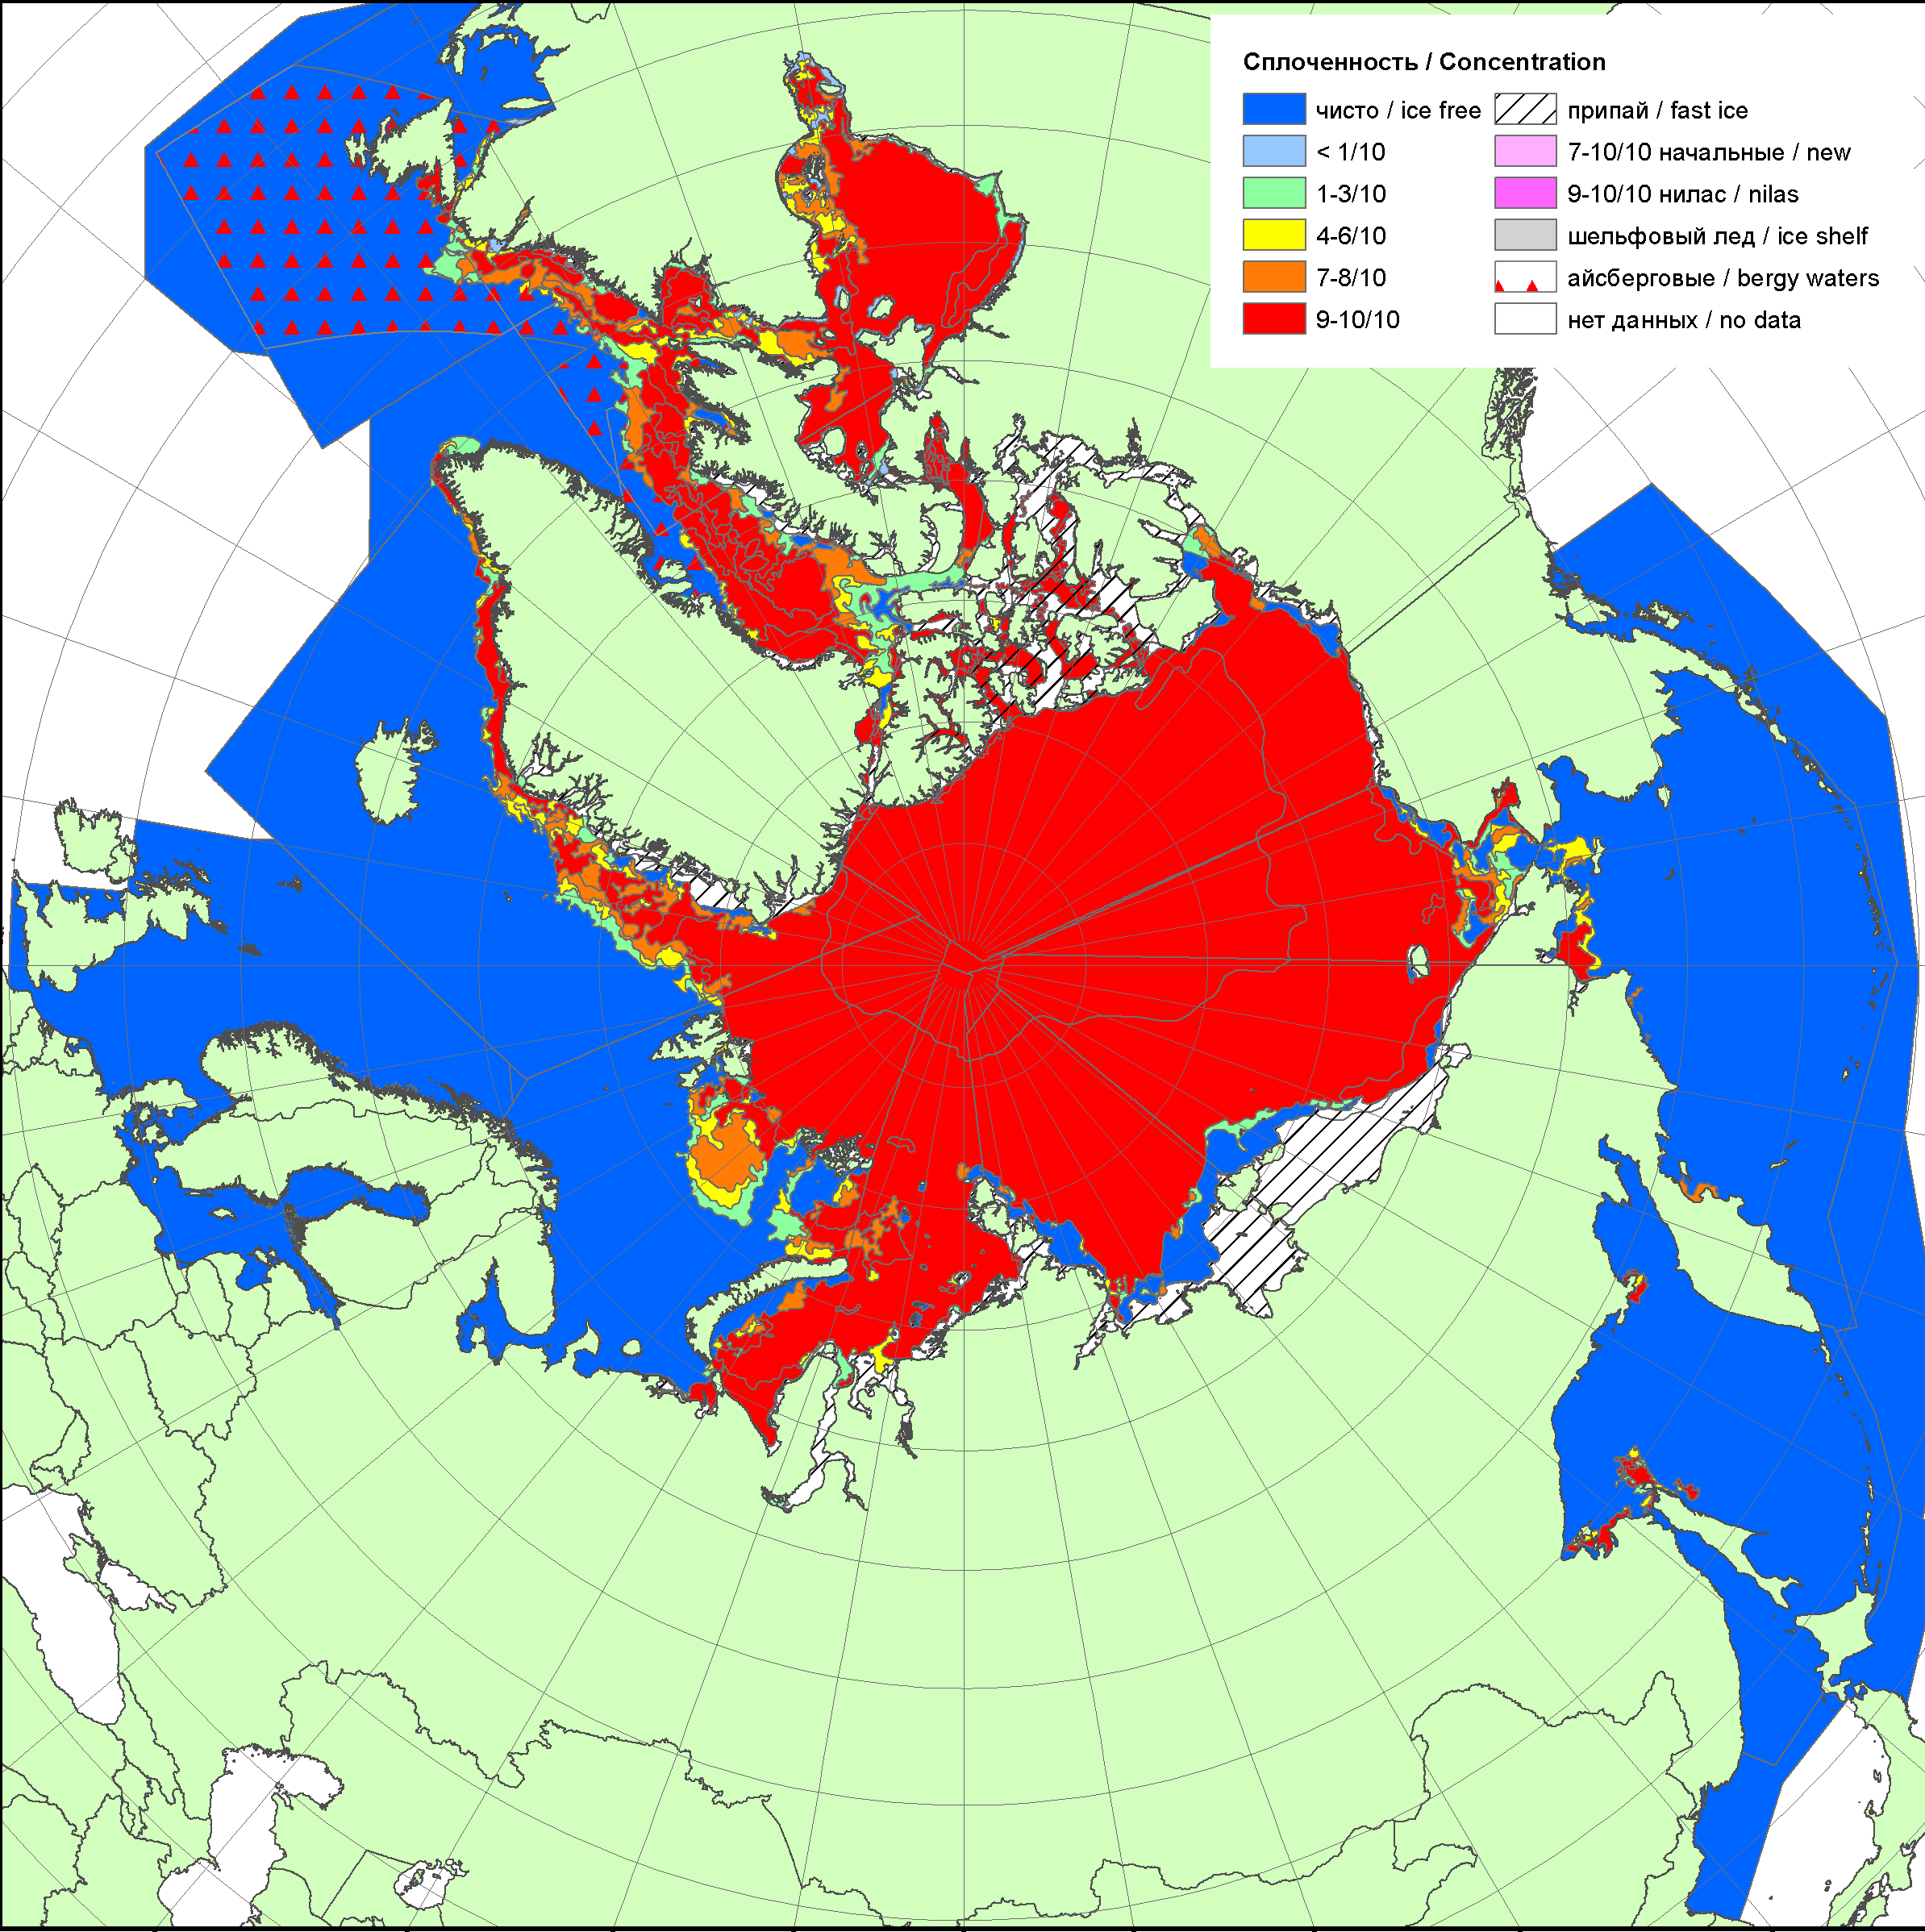 Сплоченность / Concentration
чисто / ice free
< 1/10
1-3/10
4-6/10
7-8/10
9-10/10
припай / fast ice
7-10/10 начальные / new
9-10/10 нилас / nilas
шельфовый лед / ice shelf
айсберговые / bergy waters
нет данных / no data